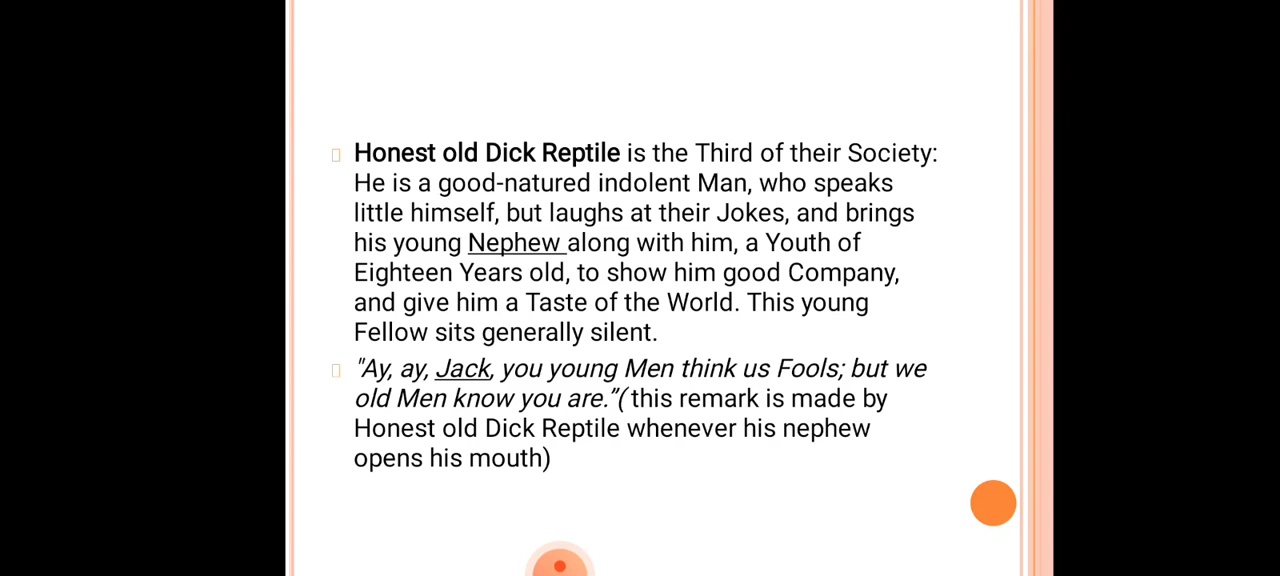 Honest old Dick Reptile is the Third of their Society:
He is a good-natured indolent Man, who speaks
little himself, but laughs at their Jokes, and brings
his young Nephew along with him, a Youth of
Eighteen Years old, to show him good Company,
and give him a Taste of the World. This young
Fellow sits generally silent.
"Ay, ay, Jack, you young Men think us Fools; but we
old Men know you are.”( this remark is made by
Honest old Dick Reptile whenever his nephew
opens his mouth)